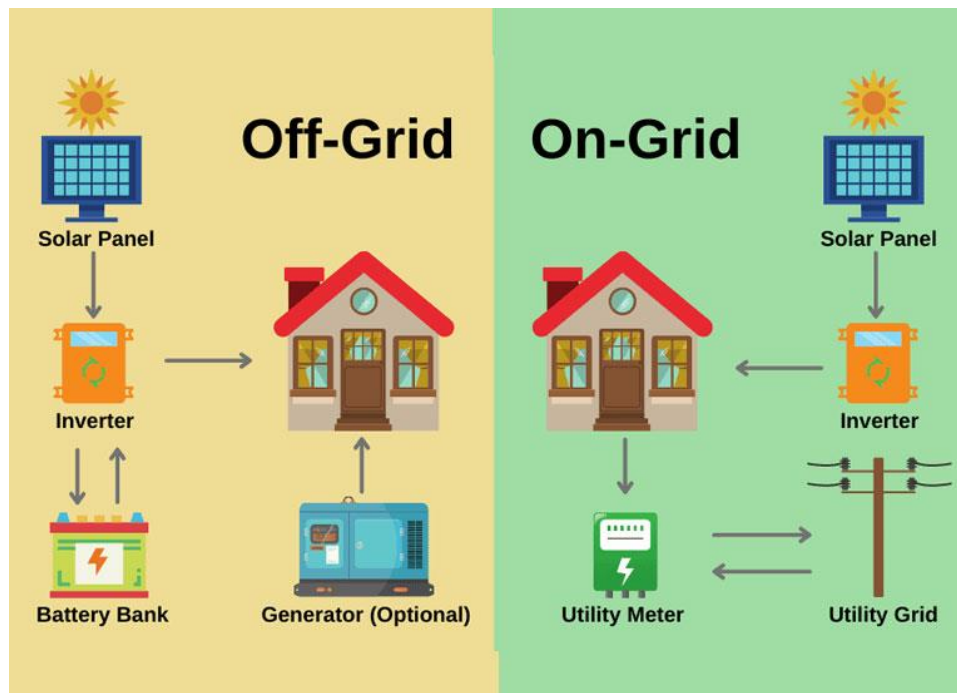 Off-Grid
Solar Panel
Inverter
Battery Bank
Generator (Optional)
On-Grid
Solar Panel
Inverter
Utility Meter
Utility Grid